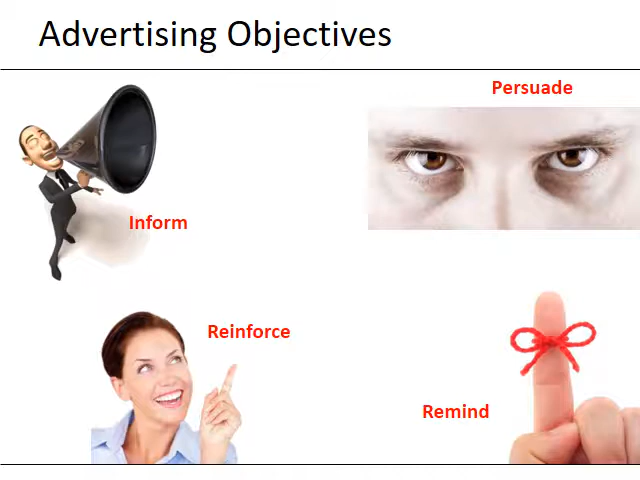 Advertising Objectives
Persuade
Inform
Reinforce
Remind